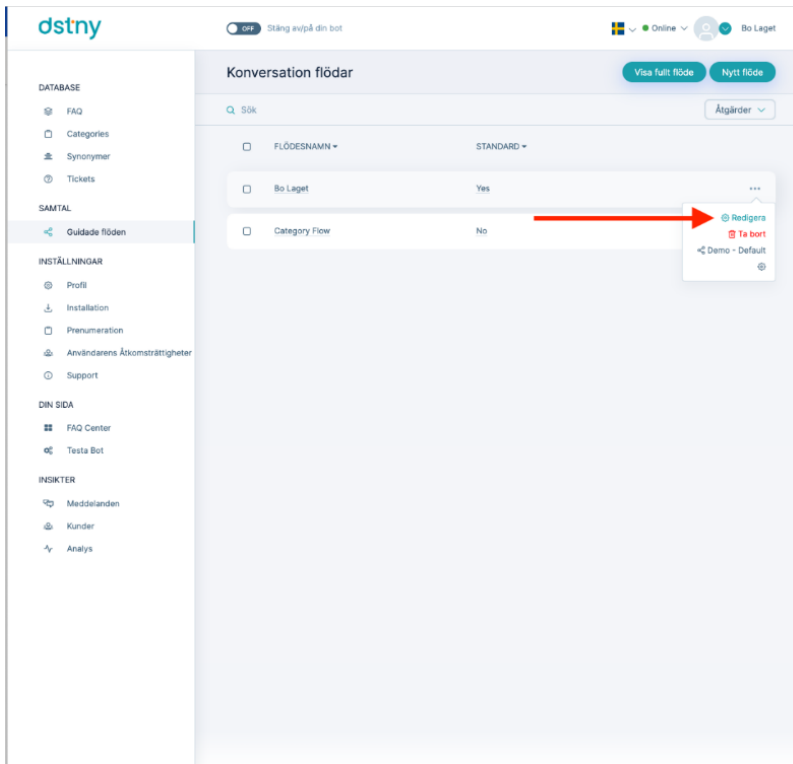 dstny
OFF Stäng av/på din bot
Online
Bo Laget
DATABASE
FAQ
Categories
Synonymer
Tickets
SAMTAL
Guidade flöden
INSTÄLLNINGAR
Profil
Installation
Prenumeration
Användarens Åtkomsträttigheter
Support
DIN SIDA
FAQ Center
Testa Bot
INSIKTER
Meddelanden
Kunder
Analys
Konversation flödar
Visa fullt flöde
Nytt flöde
Sök
Åtgärder
FLÖDESNAMN
STANDARD
Bo Laget
Yes
Category Flow
No
Redigera
Ta bort
Demo - Default